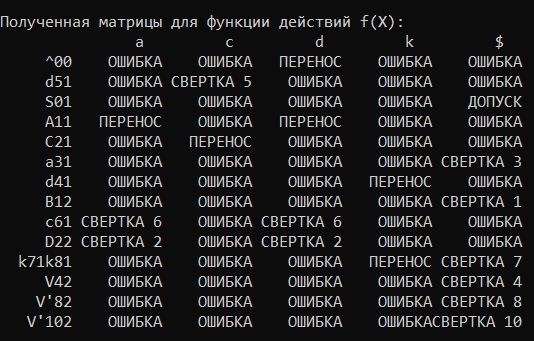 Полученная матрицы для функции действий f(X):
a c d k $
^00 ОШИБКА ОШИБКА ПЕРЕНОС ОШИБКА ОШИБКА
d51 ОШИБКА СВЕРТКА 5 ОШИБКА ОШИБКА ОШИБКА
S01 ОШИБКА ОШИБКА ОШИБКА ОШИБКА ДОПУСК
A11 ПЕРЕНОС ОШИБКА ПЕРЕНОС ОШИБКА ОШИБКА
C21 ОШИБКА ПЕРЕНОС ОШИБКА ОШИБКА ОШИБКА
a31 ОШИБКА ОШИБКА ОШИБКА ОШИБКА СВЕРТКА 3
d41 ОШИБКА ОШИБКА ОШИБКА ПЕРЕНОС ОШИБКА
B12 ОШИБКА ОШИБКА ОШИБКА ОШИБКА СВЕРТКА 1
c61 СВЕРТКА 6 ОШИБКА СВЕРТКА 6 ОШИБКА ОШИБКА
D22 СВЕРТКА 2 ОШИБКА СВЕРТКА 2 ОШИБКА ОШИБКА
k71k81 ОШИБКА ОШИБКА ОШИБКА ПЕРЕНОС СВЕРТКА 7
V42 ОШИБКА ОШИБКА ОШИБКА ОШИБКА СВЕРТКА 4
V'82 ОШИБКА ОШИБКА ОШИБКА ОШИБКА СВЕРТКА 8
V'102 ОШИБКА ОШИБКА ОШИБКА ОШИБКАСВЕРТКА 10